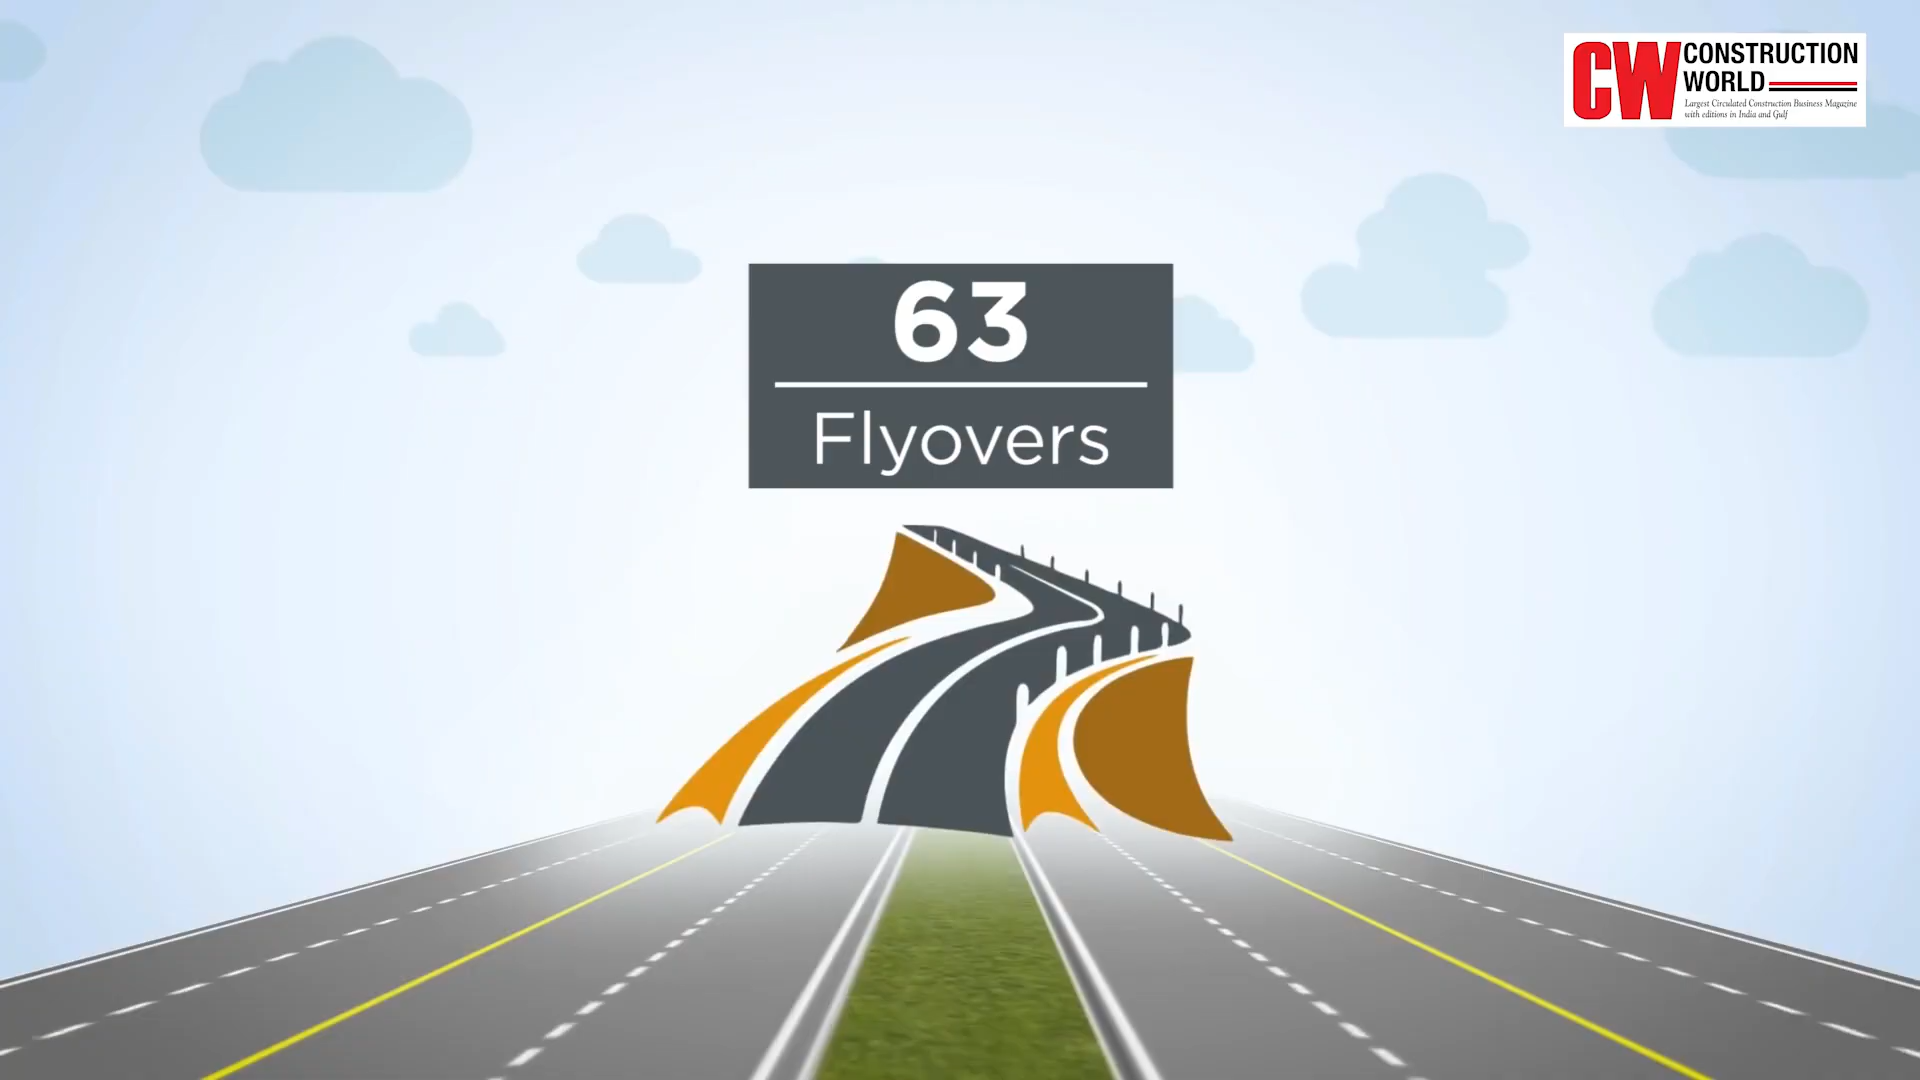 CW CONSTRUCTION
WORLD
Largest Circulated Construction Business Magazine
with editions in India and Gulf
63
Flyovers